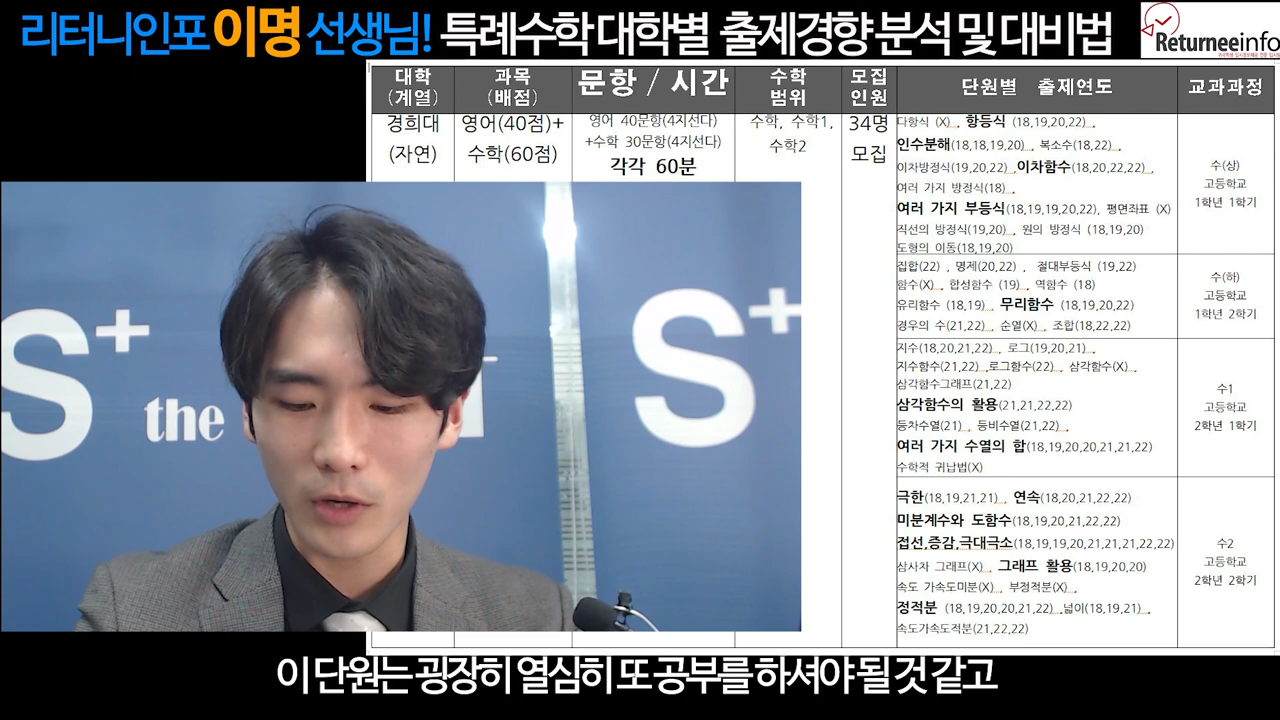 리터니인포 이명 선생님! 특례수학 대학별 출제경향 분석 및 대비법
Returneeinfo
대학
(계열)
과목
(배점)
문항 / 시간
수학
범위
모집
인원
단원별 출제연도
교과과정
경희대
(자연)
영어(40점)+
수학(60점)
영어 40문항(4지선다)
+수학 30문항(4지선다)
각각 60분
수학, 수학1,
수학2
34명
모집
다항식 (X), 항등식 (18,19,20,22),
인수분해(18,18,19,20), 복소수(18,22),
이차방정식(19,20,22),이차함수(18,20,22,22),
여러 가지 방정식(18),
여러 가지 부등식(18,19,19,20,22), 평면좌표 (X)
직선의 방정식(19,20), 원의 방정식 (18,19,20)
도형의 이동(18,19,20)
수(상)
고등학교
1학년 1학기
집합(22) , 명제(20,22) , 절대부등식 (19,22)
함수(X), 합성함수 (19), 역함수 (18)
유리함수 (18,19), 무리함수 (18,19,20,22)
경우의 수(21,22), 순열(X), 조합(18,22,22)
수(하)
고등학교
1학년 2학기
지수(18,20,21,22), 로그(19,20,21),
지수함수(21,22),로그함수(22), 삼각함수(X),
삼각함수그래프(21,22)
삼각함수의 활용(21,21,22,22)
등차수열(21), 등비수열(21,22),
여러 가지 수열의 합(18,19,20,20,21,21,22)
수학적 귀납법(X)
수1
고등학교
2학년 1학기
극한(18,19,21,21), 연속(18,20,21,22,22)
미분계수와 도함수(18,19,20,21,22,22)
접선,증감,극대극소(18,19,19,20,21,21,21,22,22)
삼사차 그래프(X), 그래프 활용(18,19,20,20)
속도 가속도미분(X), 부정적분(X),
정적분 (18,19,20,20,21,22),넓이(18,19,21),
속도가속도적분(21,22,22)
수2
고등학교
2학년 2학기
S+
the
S+
이 단원는 굉장히 열심히 또 공부를 하셔야 될 것 같고